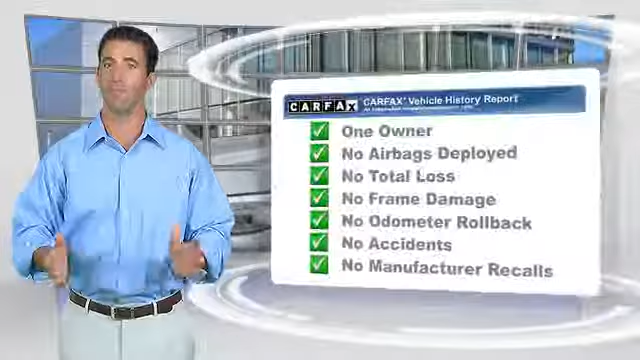 CARFAX
CARFAX Vehicle History Report
One Owner
No Airbags Deployed
No Total Loss
No Frame Damage
No Odometer Rollback
No Accidents
No Manufacturer Recalls